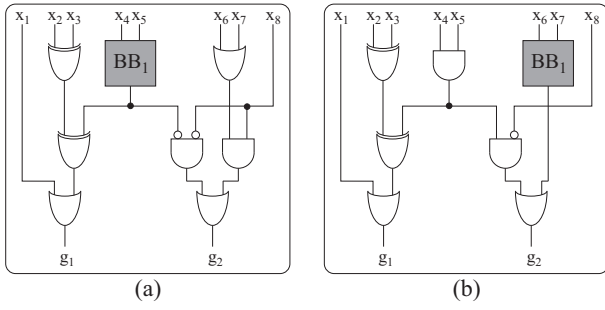 x₁ x₂ x₃ x₄ x₅ x₆ x₇ x₈
BB₁
g₁ g₂
(a)
x₁ x₂ x₃ x₄ x₅ x₆ x₇ x₈
BB₁
g₁ g₂
(b)